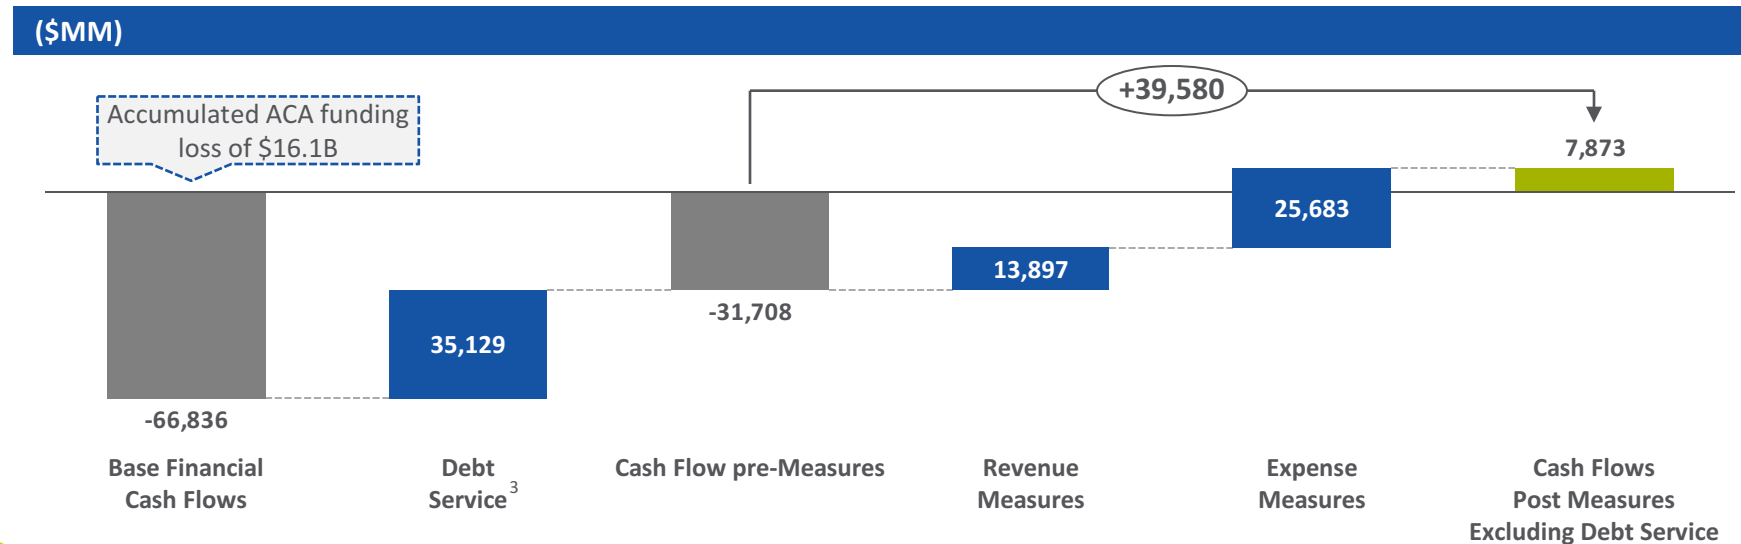 ($MM)
Accumulated ACA funding
loss of $16.1B
+39,580
7,873
25,683
13,897
-31,708
35,129
-66,836
Base Financial
Cash Flows
Debt
Service3
Cash Flow pre-Measures
Revenue
Measures
Expense
Measures
Cash Flows
Post Measures
Excluding Debt Service